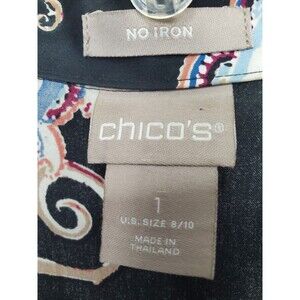 NO IRON
chico's®
1
U.S. SIZE 8/10
MADE IN
THAILAND